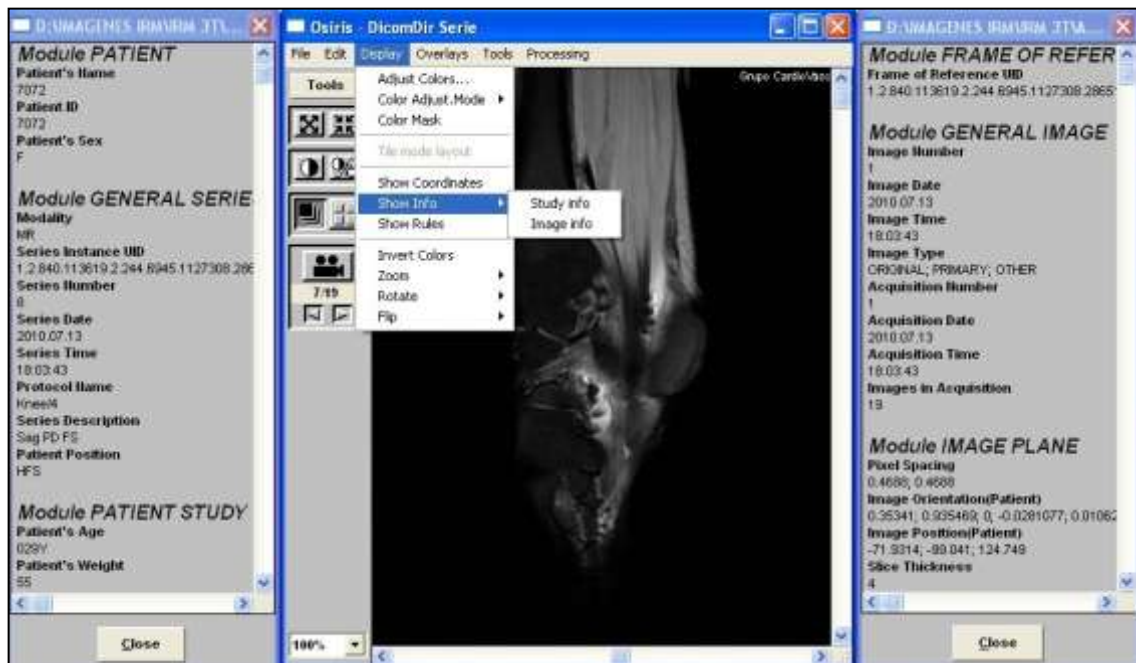 D:\IMAGENES IRM\IRM 3T\A...
Module PATIENT
Patient's Name
7072
Patient ID
7072
Patient's Sex
F
Module GENERAL SERIE
Modality
MR
Series Instance UID
1.2.840.113619.2.244.6945.1127308.286
Series Number
8
Series Date
2010.07.13
Series Time
18:03:43
Protocol Name
Knee/4
Series Description
Sag PD FS
Patient Position
HFS
Module PATIENT STUDY
Patient's Age
029Y
Patient's Weight
55
Close
Osiris - DicomDir Serie
File Edit Display Overlays Tools Processing
Tools
7/19
100%
Adjust Colors...
Color Adjust.Mode
Color Mask
Tile mode layout
Show Coordinates
Show Info
Show Rules
Invert Colors
Zoom
Rotate
Flip
Study info
Image info
Grupo CardioVasc
D:\IMAGENES IRM\IRM 3T\A...
Module FRAME OF REFER
Frame of Reference UID
1.2.840.113619.2.244.6945.1127308.2865
Module GENERAL IMAGE
Image Number
1
Image Date
2010.07.13
Image Time
18:03:43
Image Type
ORIGINAL; PRIMARY; OTHER
Acquisition Number
1
Acquisition Date
2010.07.13
Acquisition Time
18:03:43
Images in Acquisition
19
Module IMAGE PLANE
Pixel Spacing
0.4688; 0.4688
Image Orientation(Patient)
0.35341; 0.935469; 0; -0.0281077; 0.01062
Image Position(Patient)
-71.9314; -99.041; 124.749
Slice Thickness
4
Close